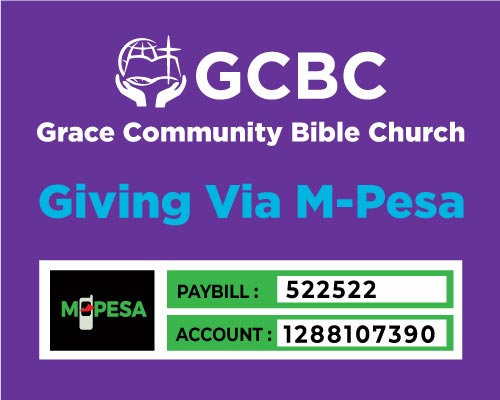 GCBC
Grace Community Bible Church
Giving Via M-Pesa
M-PESA
PAYBILL : 522522
ACCOUNT : 1288107390